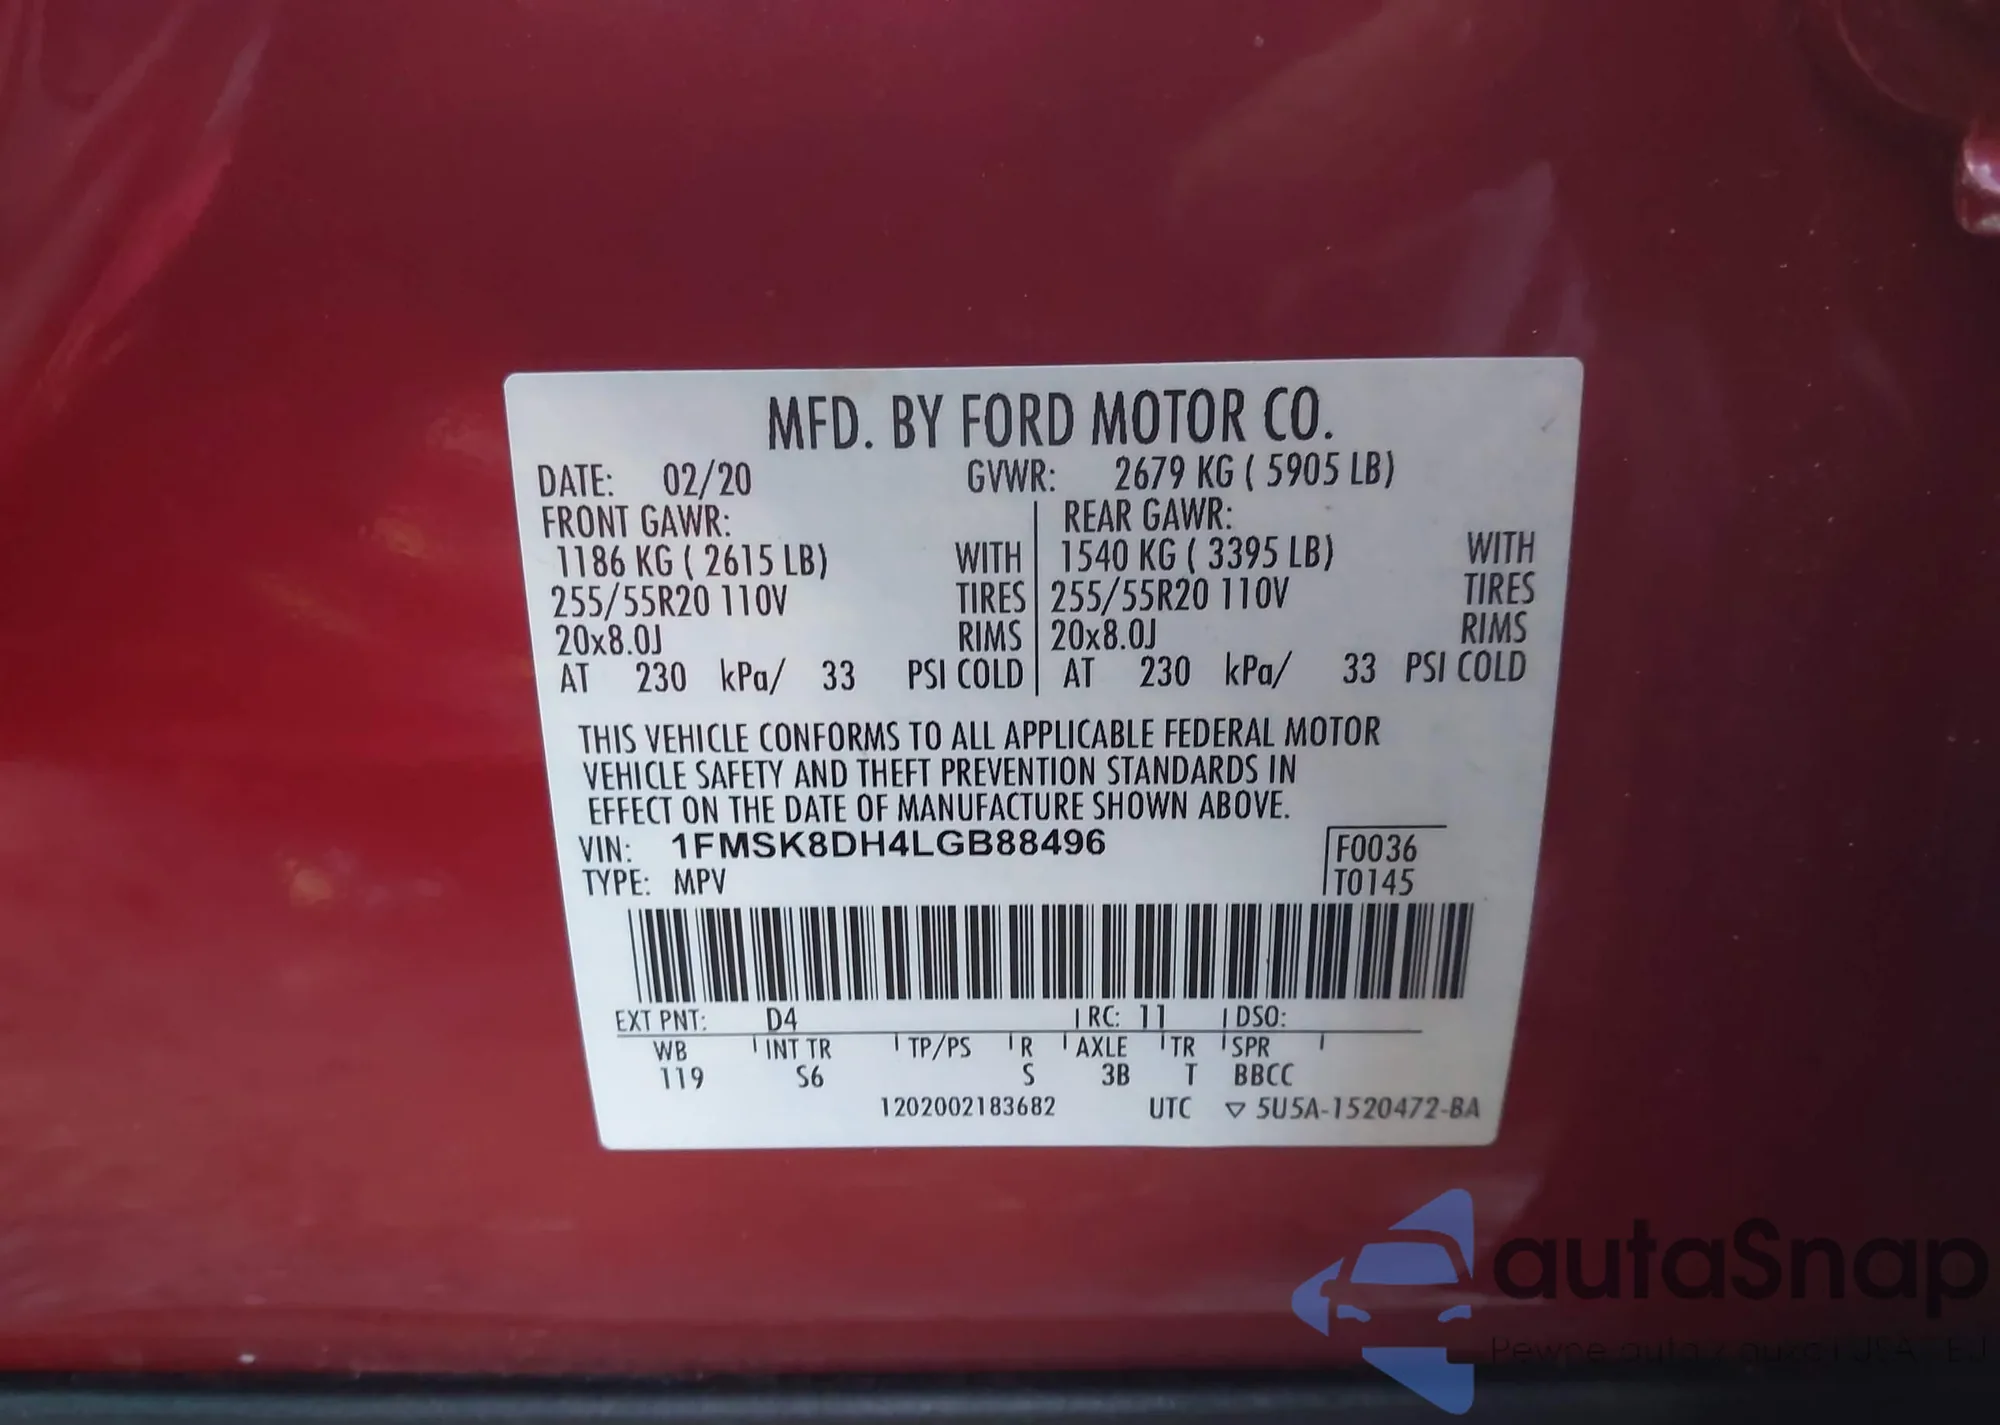 MFD. BY FORD MOTOR CO.
DATE: 02/20 GVWR: 2679 KG ( 5905 LB)
FRONT GAWR: REAR GAWR:
1186 KG ( 2615 LB) WITH 1540 KG ( 3395 LB) WITH
255/55R20 110V TIRES 255/55R20 110V TIRES
20x8.0J RIMS 20x8.0J RIMS
AT 230 kPa/ 33 PSI COLD AT 230 kPa/ 33 PSI COLD
THIS VEHICLE CONFORMS TO ALL APPLICABLE FEDERAL MOTOR
VEHICLE SAFETY AND THEFT PREVENTION STANDARDS IN
EFFECT ON THE DATE OF MANUFACTURE SHOWN ABOVE.
VIN: 1FMSK8DH4LGB88496 F0036
TYPE: MPV T0145
EXT PNT: D4 RC: 11 DSO:
WB INT TR TP/PS R AXLE TR SPR
119 S6 S 3B T BBCC
1202002183682 UTC ▽ 5U5A-1520472-BA
autaSnap
Pewne auta z aukcji USA